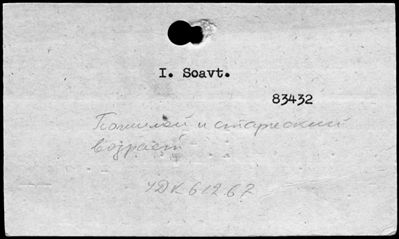 I. Soavt.
83432
Пожилой и старческий
возраст
УДК 612.67